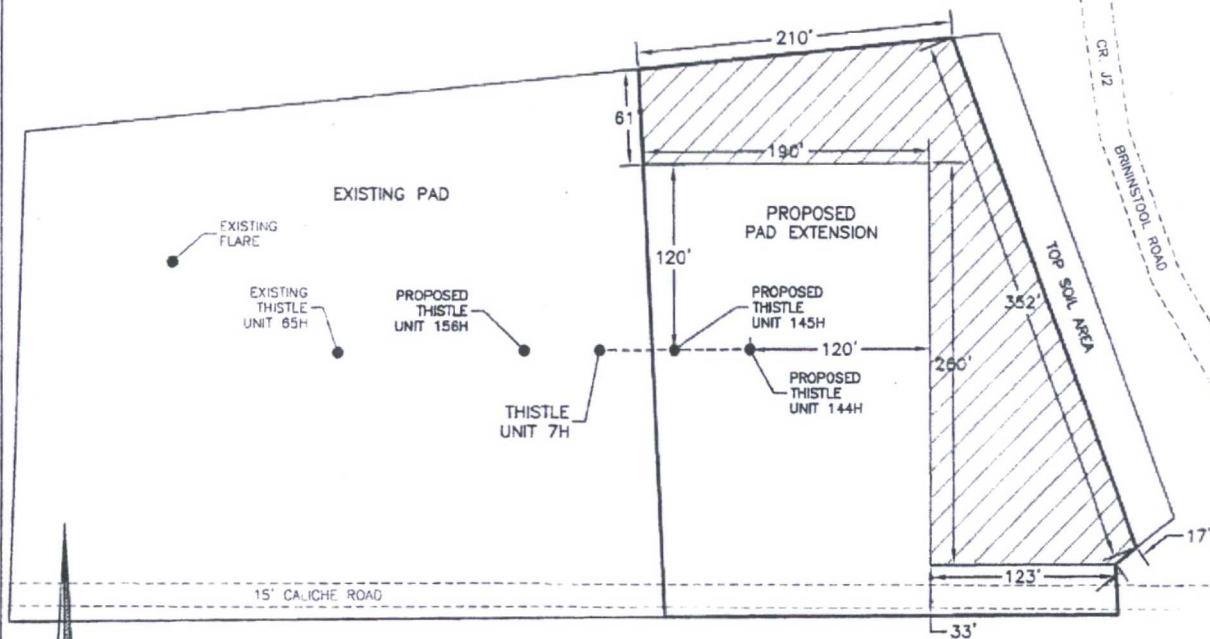 210'
CR. J2
BRININSTOOL ROAD
61'
190'
EXISTING PAD
PROPOSED
PAD EXTENSION
EXISTING
FLARE
120'
TOP SOIL AREA
352'
EXISTING
THISTLE
UNIT 65H
PROPOSED
THISTLE
UNIT 156H
PROPOSED
THISTLE
UNIT 145H
120'
260'
THISTLE
UNIT 7H
PROPOSED
THISTLE
UNIT 144H
17'
123'
15' CALICHE ROAD
33'